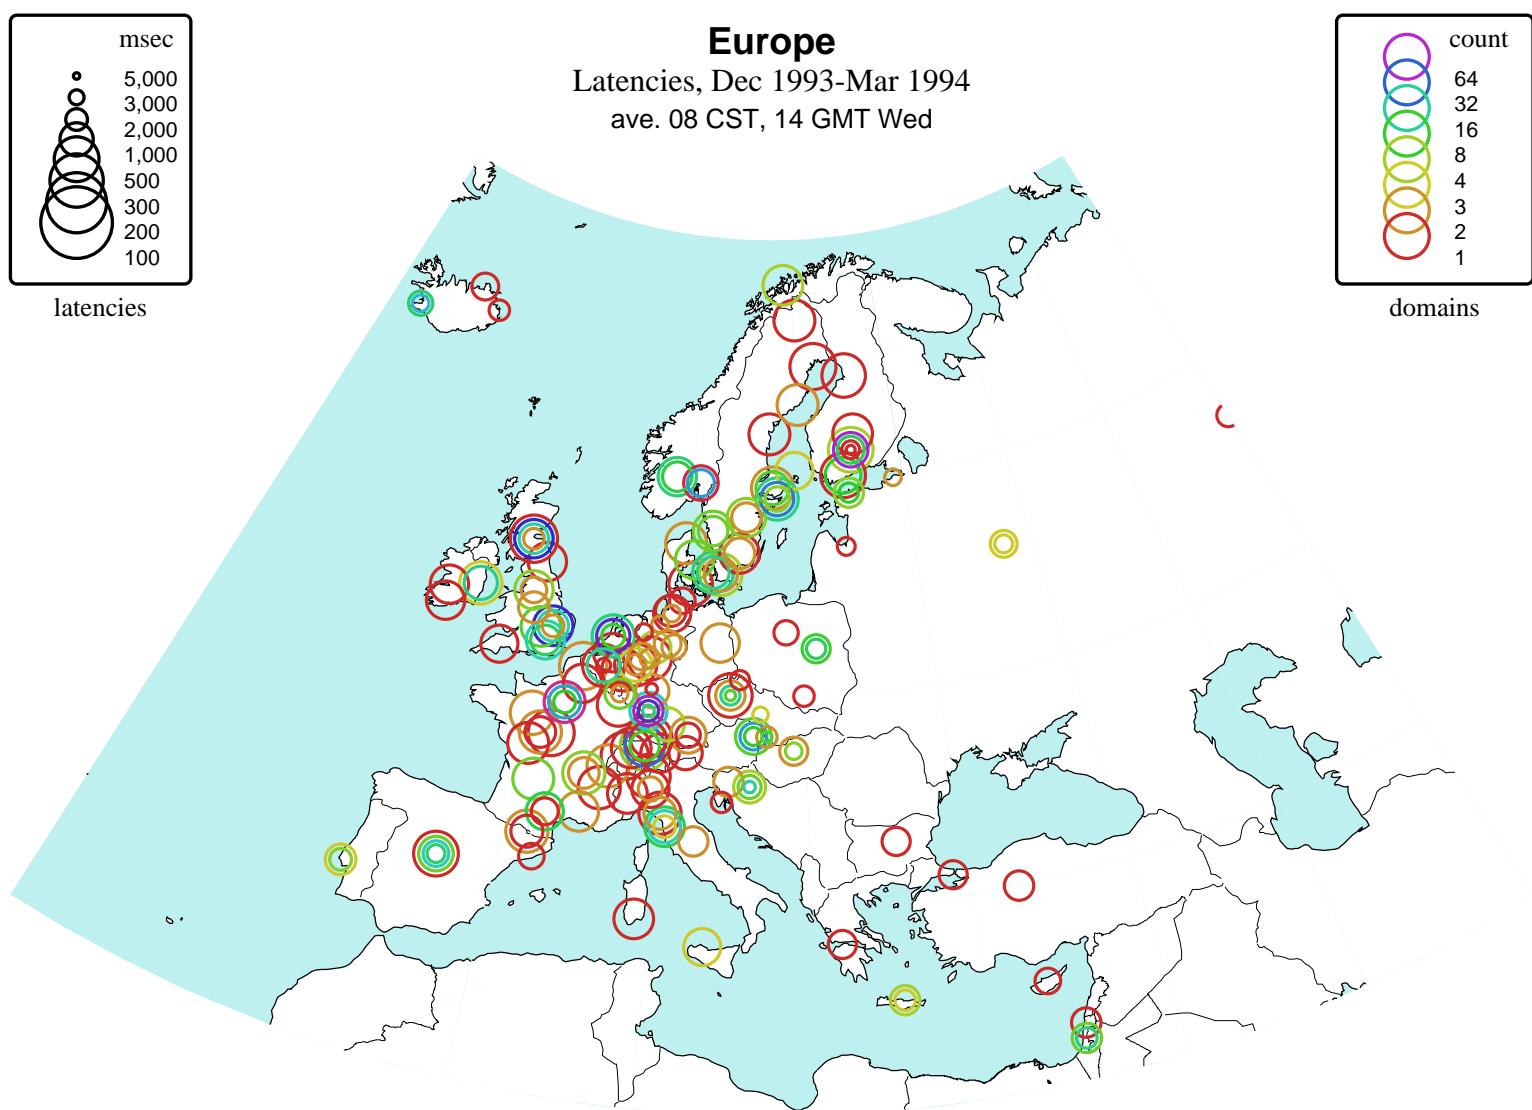 Europe
Latencies, Dec 1993-Mar 1994
ave. 08 CST, 14 GMT Wed
msec
5,000
3,000
2,000
1,000
500
300
200
100
latencies
count
64
32
16
8
4
3
2
1
domains